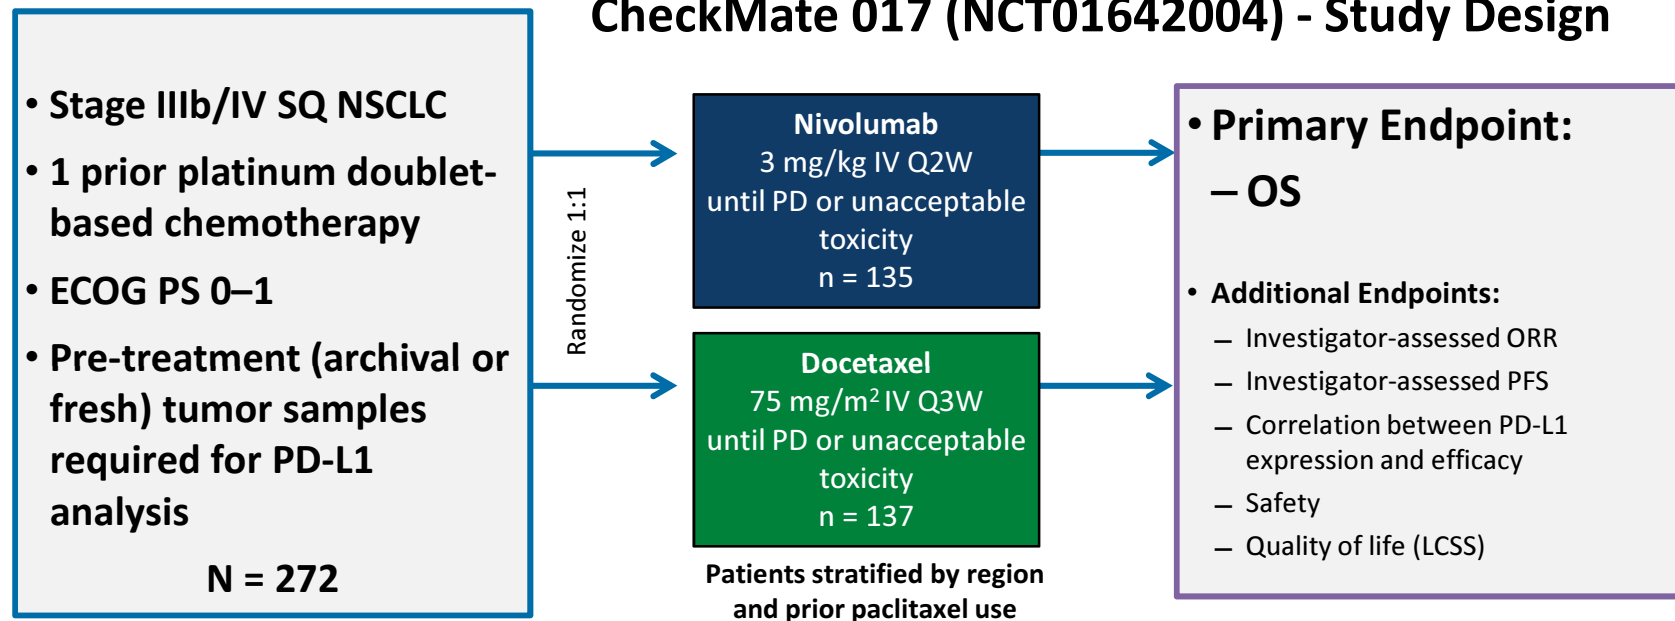 CheckMate 017 (NCT01642004) - Study Design
• Stage IIIb/IV SQ NSCLC
• 1 prior platinum doublet-
based chemotherapy
• ECOG PS 0–1
• Pre-treatment (archival or
fresh) tumor samples
required for PD-L1
analysis
N = 272
Randomize 1:1
Nivolumab
3 mg/kg IV Q2W
until PD or unacceptable
toxicity
n = 135
Docetaxel
75 mg/m² IV Q3W
until PD or unacceptable
toxicity
n = 137
Patients stratified by region
and prior paclitaxel use
• Primary Endpoint:
– OS
• Additional Endpoints:
– Investigator-assessed ORR
– Investigator-assessed PFS
– Correlation between PD-L1
expression and efficacy
– Safety
– Quality of life (LCSS)